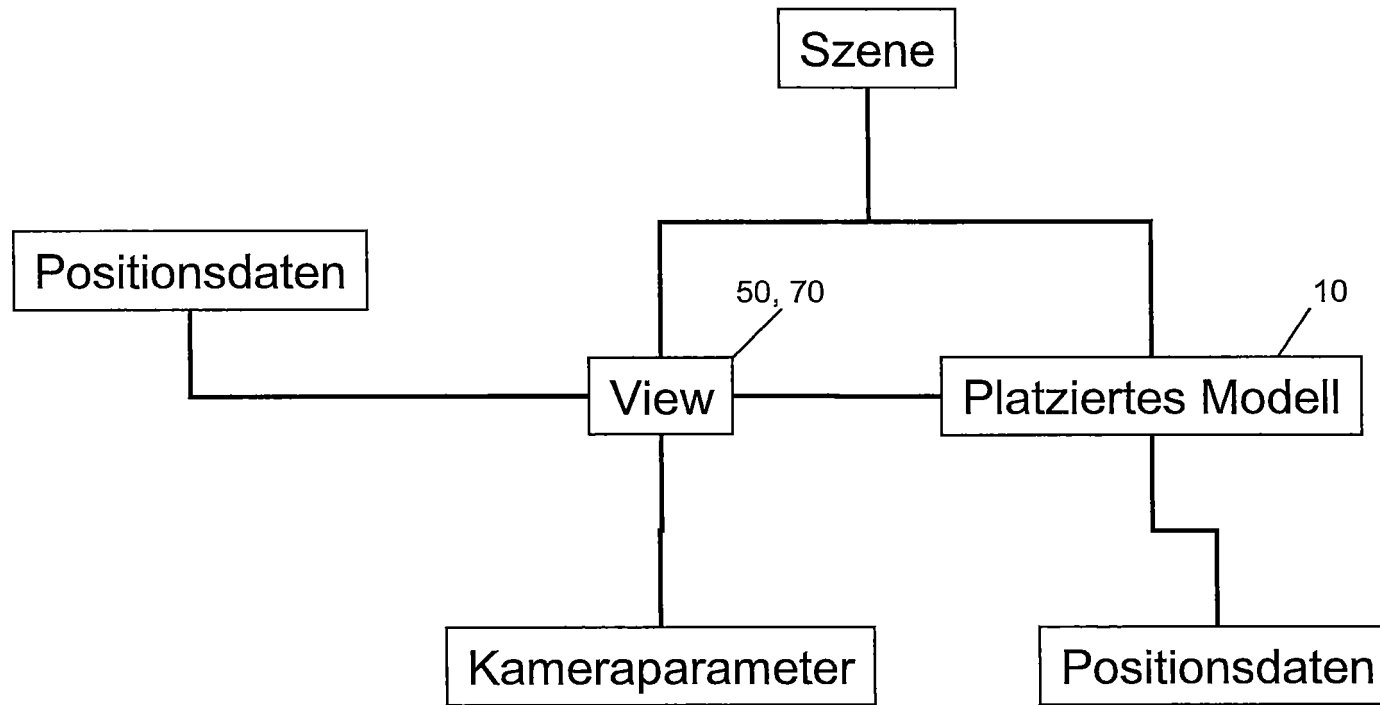 Szene
Positionsdaten
50, 70
10
View
Platziertes Modell
Kameraparameter
Positionsdaten